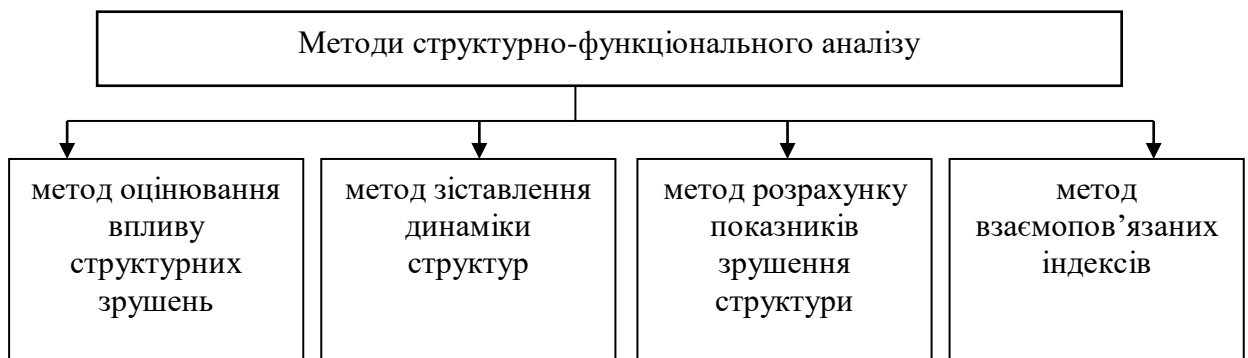 Методи структурно-функціонального аналізу
метод оцінювання
впливу
структурних
зрушень
метод зіставлення
динаміки
структур
метод розрахунку
показників
зрушення
структури
метод
взаємопов’язаних
індексів